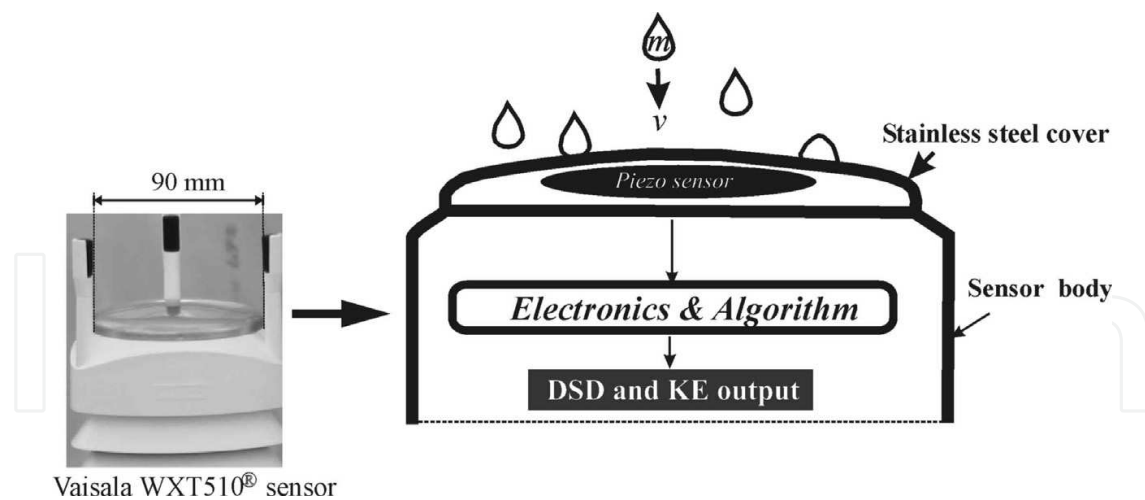 m
v
Stainless steel cover
Piezo sensor
90 mm
Sensor body
Electronics & Algorithm
DSD and KE output
Vaisala WXT510® sensor